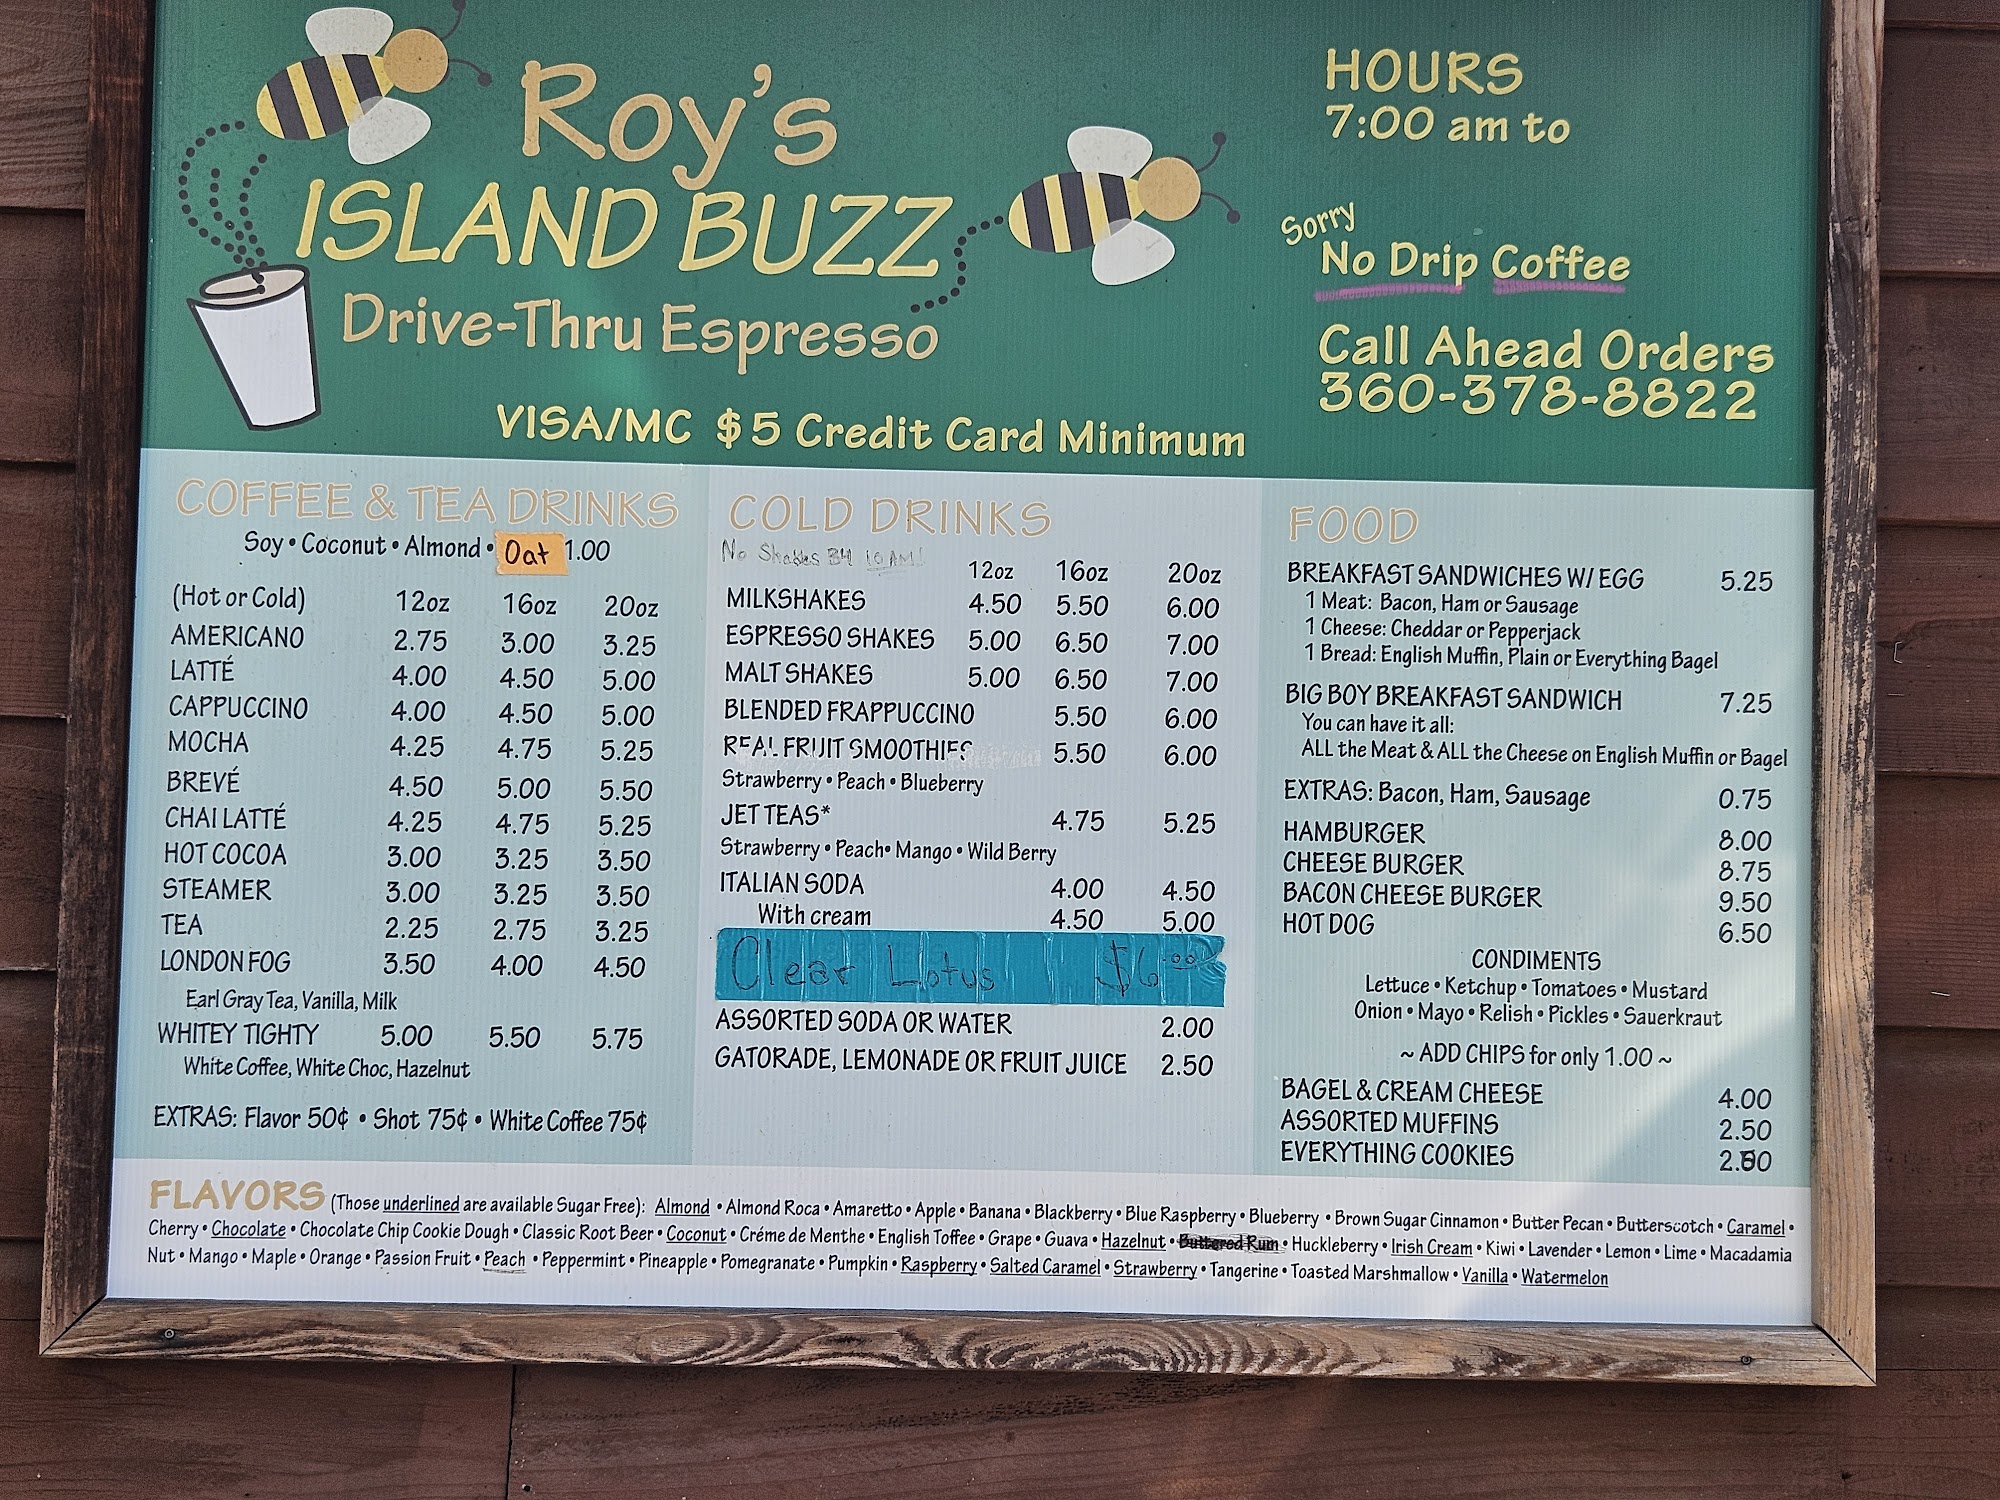 Roy's
ISLAND BUZZ
Drive-Thru Espresso
VISA/MC $5 Credit Card Minimum
HOURS
7:00 am to
Sorry
No Drip Coffee
Call Ahead Orders
360-378-8822
COFFEE & TEA DRINKS
Soy • Coconut • Almond • Oat 1.00
(Hot or Cold) 12oz 16oz 20oz
AMERICANO 2.75 3.00 3.25
LATTÉ 4.00 4.50 5.00
CAPPUCCINO 4.00 4.50 5.00
MOCHA 4.25 4.75 5.25
BREVÉ 4.50 5.00 5.50
CHAI LATTÉ 4.25 4.75 5.25
HOT COCOA 3.00 3.25 3.50
STEAMER 3.00 3.25 3.50
TEA 2.25 2.75 3.25
LONDON FOG 3.50 4.00 4.50
Earl Gray Tea, Vanilla, Milk
WHITEY TIGHTY 5.00 5.50 5.75
White Coffee, White Choc, Hazelnut
EXTRAS: Flavor 50¢ • Shot 75¢ • White Coffee 75¢
COLD DRINKS
No Shakes B4 10 AM!
12oz 16oz 20oz
MILKSHAKES 4.50 5.50 6.00
ESPRESSO SHAKES 5.00 6.50 7.00
MALT SHAKES 5.00 6.50 7.00
BLENDED FRAPPUCCINO 5.50 6.00
REAL FRUIT SMOOTHIES 5.50 6.00
Strawberry • Peach • Blueberry
JET TEAS* 4.75 5.25
Strawberry • Peach • Mango • Wild Berry
ITALIAN SODA 4.00 4.50
With cream 4.50 5.00
Clear Lotus $6.00
ASSORTED SODA OR WATER 2.00
GATORADE, LEMONADE OR FRUIT JUICE 2.50
FOOD
BREAKFAST SANDWICHES W/ EGG 5.25
1 Meat: Bacon, Ham or Sausage
1 Cheese: Cheddar or Pepperjack
1 Bread: English Muffin, Plain or Everything Bagel
BIG BOY BREAKFAST SANDWICH 7.25
You can have it all:
ALL the Meat & ALL the Cheese on English Muffin or Bagel
EXTRAS: Bacon, Ham, Sausage 0.75
HAMBURGER 8.00
CHEESE BURGER 8.75
BACON CHEESE BURGER 9.50
HOT DOG 6.50
CONDIMENTS
Lettuce • Ketchup • Tomatoes • Mustard
Onion • Mayo • Relish • Pickles • Sauerkraut
~ ADD CHIPS for only 1.00 ~
BAGEL & CREAM CHEESE 4.00
ASSORTED MUFFINS 2.50
EVERYTHING COOKIES
FLAVORS (Those underlined are available Sugar Free): Almond • Almond Roca • Amaretto • Apple • Banana • Blackberry • Blue Raspberry • Blueberry • Brown Sugar Cinnamon • Butter Pecan • Butterscotch • Caramel •
Cherry • Chocolate • Chocolate Chip Cookie Dough • Classic Root Beer • Coconut • Créme de Menthe • English Toffee • Grape • Guava • Hazelnut • Buttered Rum • Huckleberry • Irish Cream • Kiwi • Lavender • Lemon • Lime • Macadamia
Nut • Mango • Maple • Orange • Passion Fruit • Peach • Peppermint • Pineapple • Pomegranate • Pumpkin • Raspberry • Salted Caramel • Strawberry • Tangerine • Toasted Marshmallow • Vanilla • Watermelon